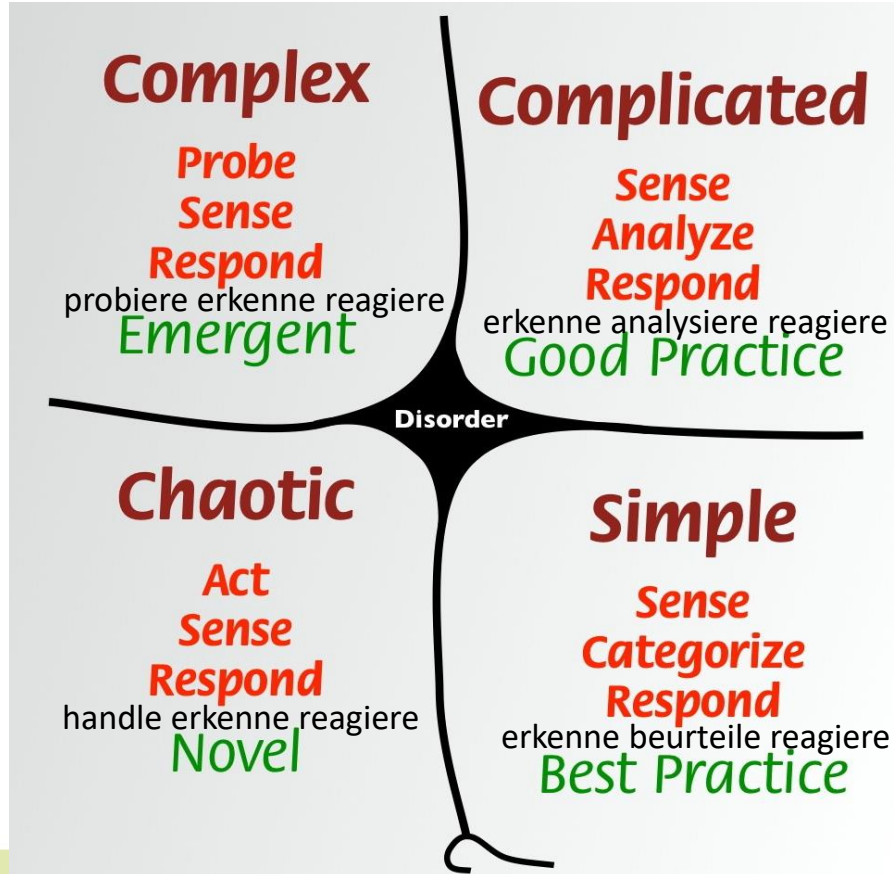 Complex
Probe
Sense
Respond
probiere erkenne reagiere
Emergent
Complicated
Sense
Analyze
Respond
erkenne analysiere reagiere
Good Practice
Disorder
Chaotic
Act
Sense
Respond
handle erkenne reagiere
Novel
Simple
Sense
Categorize
Respond
erkenne beurteile reagiere
Best Practice